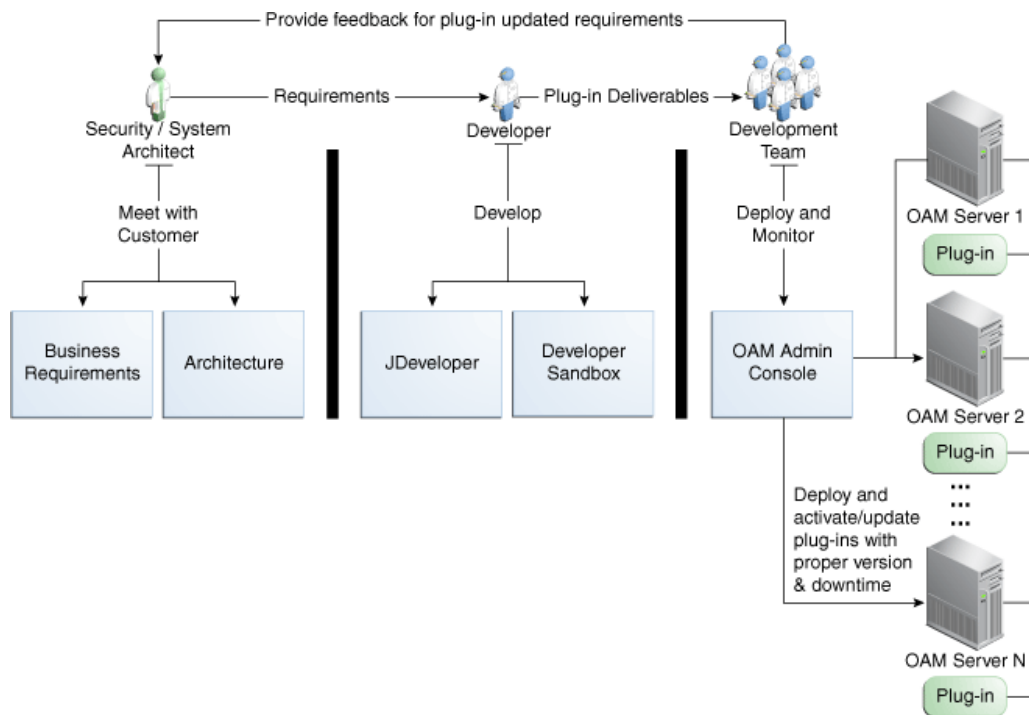 Provide feedback for plug-in updated requirements
Requirements
Plug-in Deliverables
Security / System
Architect
Developer
Development
Team
Meet with
Customer
Develop
Deploy and
Monitor
Business
Requirements
Architecture
JDeveloper
Developer
Sandbox
OAM Admin
Console
OAM Server 1
Plug-in
OAM Server 2
Plug-in
...
...
...
Deploy and
activate/update
plug-ins with
proper version
& downtime
OAM Server N
Plug-in